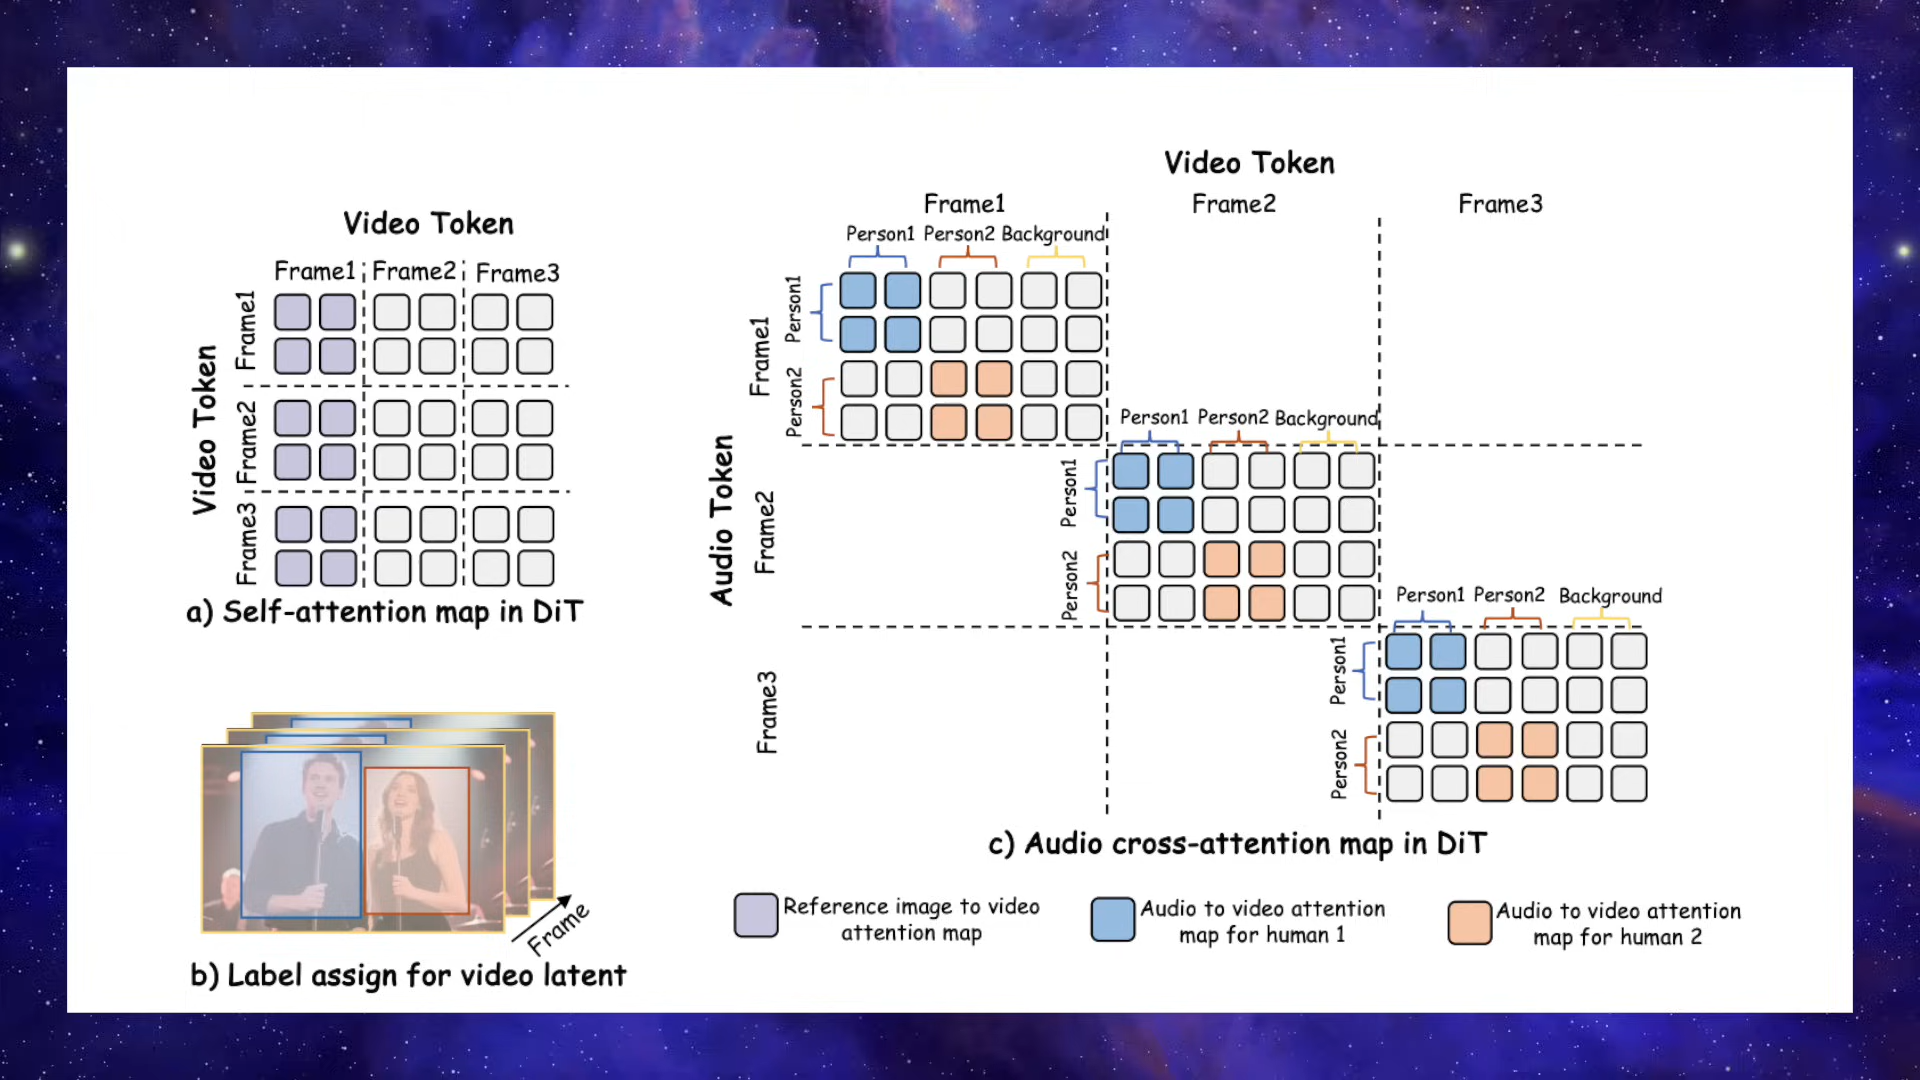 Video Token
Frame1 Frame2 Frame3
Video Token
Frame1
Frame2
Frame3
a) Self-attention map in DiT
Frame
b) Label assign for video latent
Video Token
Frame1 Frame2 Frame3
Audio Token
Frame1
Person1 Person2 Background
Person1
Person2
Frame2
Person1 Person2 Background
Person1
Person2
Frame3
Person1 Person2 Background
Person1
Person2
c) Audio cross-attention map in DiT
Reference image to video
attention map
Audio to video attention
map for human 1
Audio to video attention
map for human 2